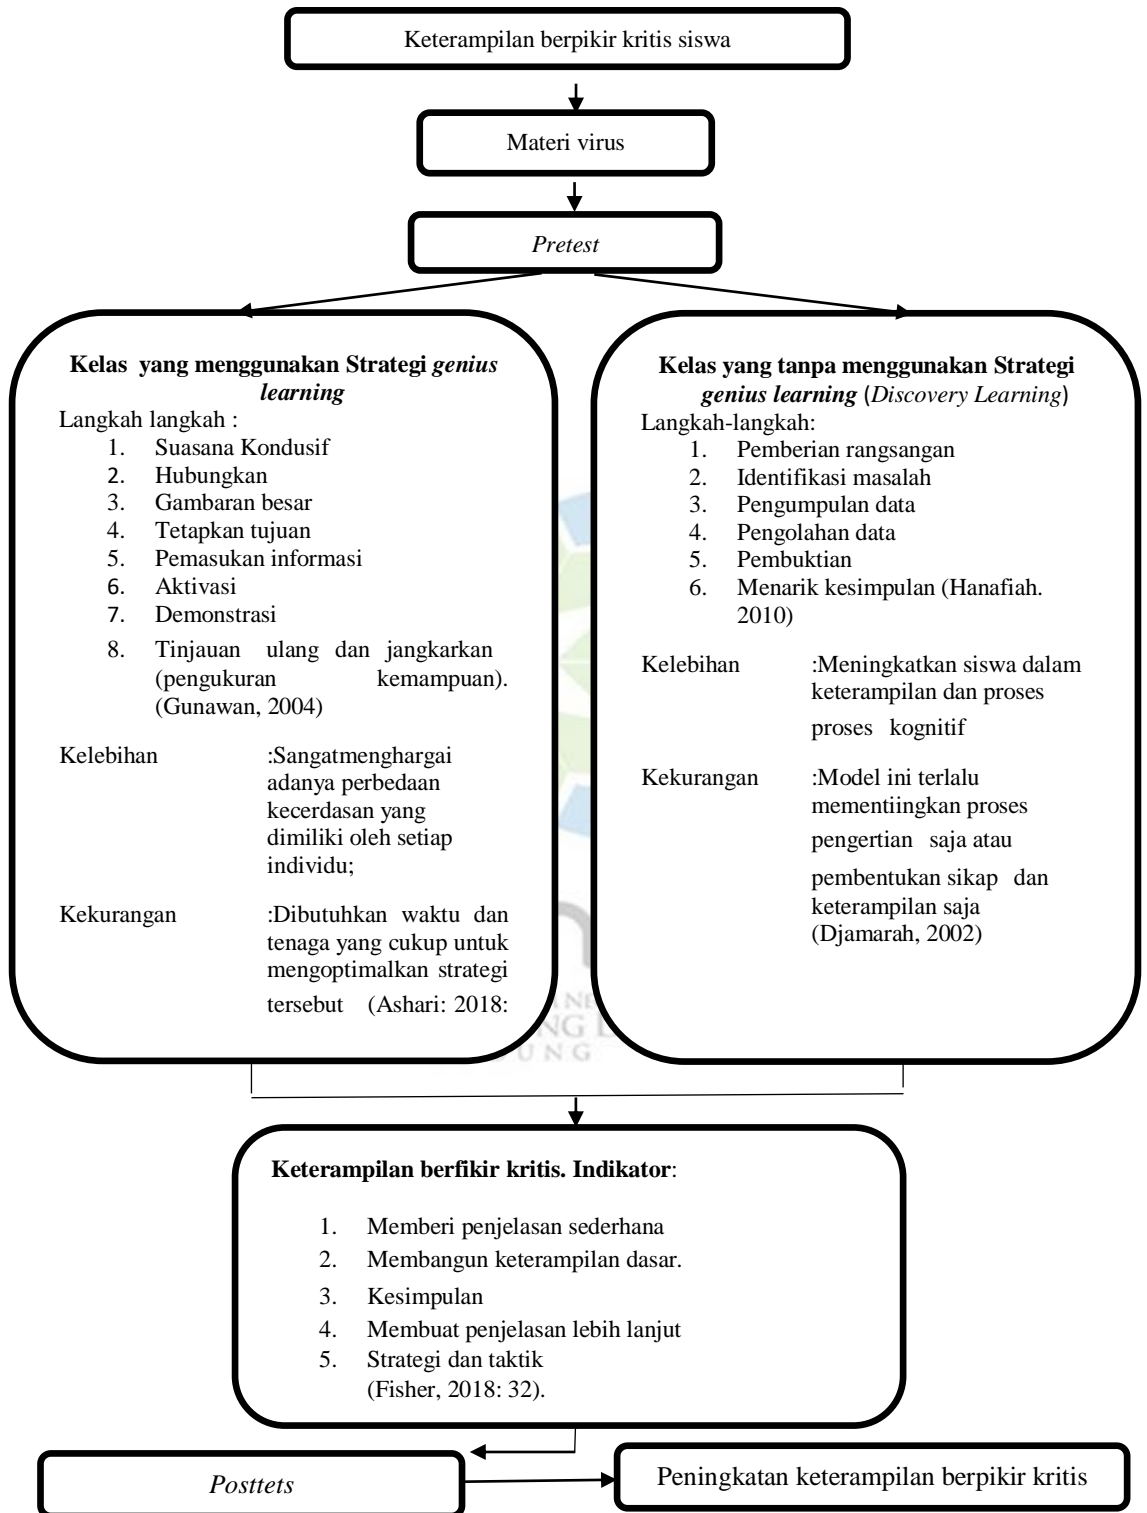 Keterampilan berpikir kritis siswa
Materi virus
Pretest
Kelas yang menggunakan Strategi genius
learning
Langkah langkah :
1. Suasana Kondusif
2. Hubungkan
3. Gambaran besar
4. Tetapkan tujuan
5. Pemasukan informasi
6. Aktivasi
7. Demonstrasi
8. Tinjauan ulang dan jangkarkan
(pengukuran kemampuan).
(Gunawan, 2004)
Kelebihan :Sangatmenghargai
adanya perbedaan
kecerdasan yang
dimiliki oleh setiap
individu;
Kekurangan :Dibutuhkan waktu dan
tenaga yang cukup untuk
mengoptimalkan strategi
tersebut (Ashari: 2018:
Kelas yang tanpa menggunakan Strategi
genius learning (Discovery Learning)
Langkah-langkah:
1. Pemberian rangsangan
2. Identifikasi masalah
3. Pengumpulan data
4. Pengolahan data
5. Pembuktian
6. Menarik kesimpulan (Hanafiah.
2010)
Kelebihan :Meningkatkan siswa dalam
keterampilan dan proses
proses kognitif
Kekurangan :Model ini terlalu
mementiingkan proses
pengertian saja atau
pembentukan sikap dan
keterampilan saja
(Djamarah, 2002)
UNG
Keterampilan berfikir kritis. Indikator:
1. Memberi penjelasan sederhana
2. Membangun keterampilan dasar.
3. Kesimpulan
4. Membuat penjelasan lebih lanjut
5. Strategi dan taktik
(Fisher, 2018: 32).
Posttets
Peningkatan keterampilan berpikir kritis